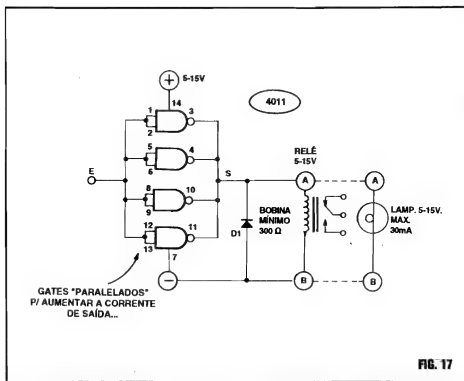 5-15V
14
4011
1
3
2
5
4
6
E
S
8
10
9
12
11
13
7
D1
RELÉ
5-15V
A
A
BOBINA
MÍNIMO
300 Ω
LAMP. 5-15V.
MAX.
30mA
B
B
GATES "PARALELADOS"
P/ AUMENTAR A CORRENTE
DE SAÍDA...
FIG. 17